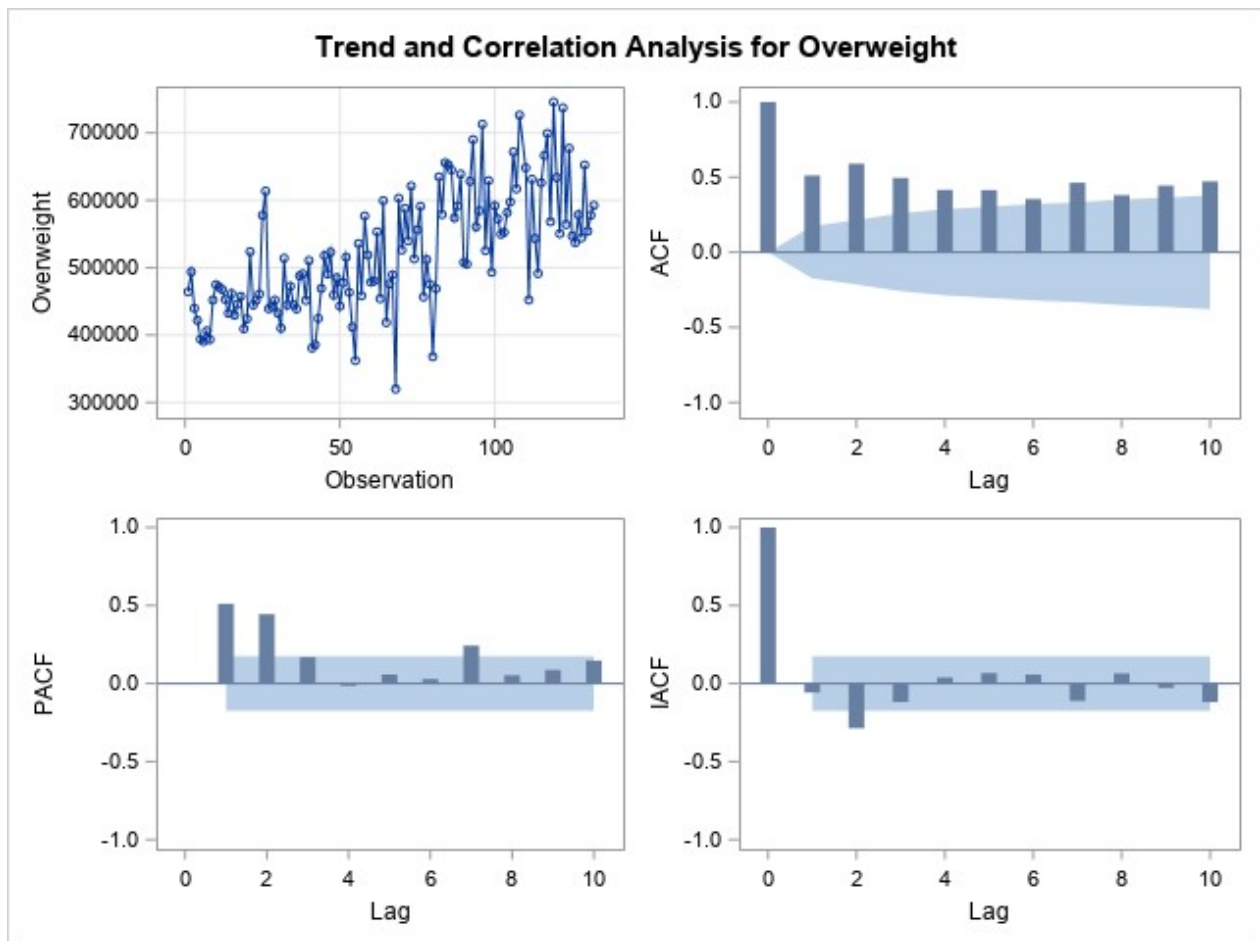 Trend and Correlation Analysis for Overweight
Overweight
700000
600000
500000
400000
300000
0 50 100
Observation
ACF
1.0
0.5
0.0
-0.5
-1.0
0 2 4 6 8 10
Lag
PACF
1.0
0.5
0.0
-0.5
-1.0
0 2 4 6 8 10
Lag
IACF
1.0
0.5
0.0
-0.5
-1.0
0 2 4 6 8 10
Lag